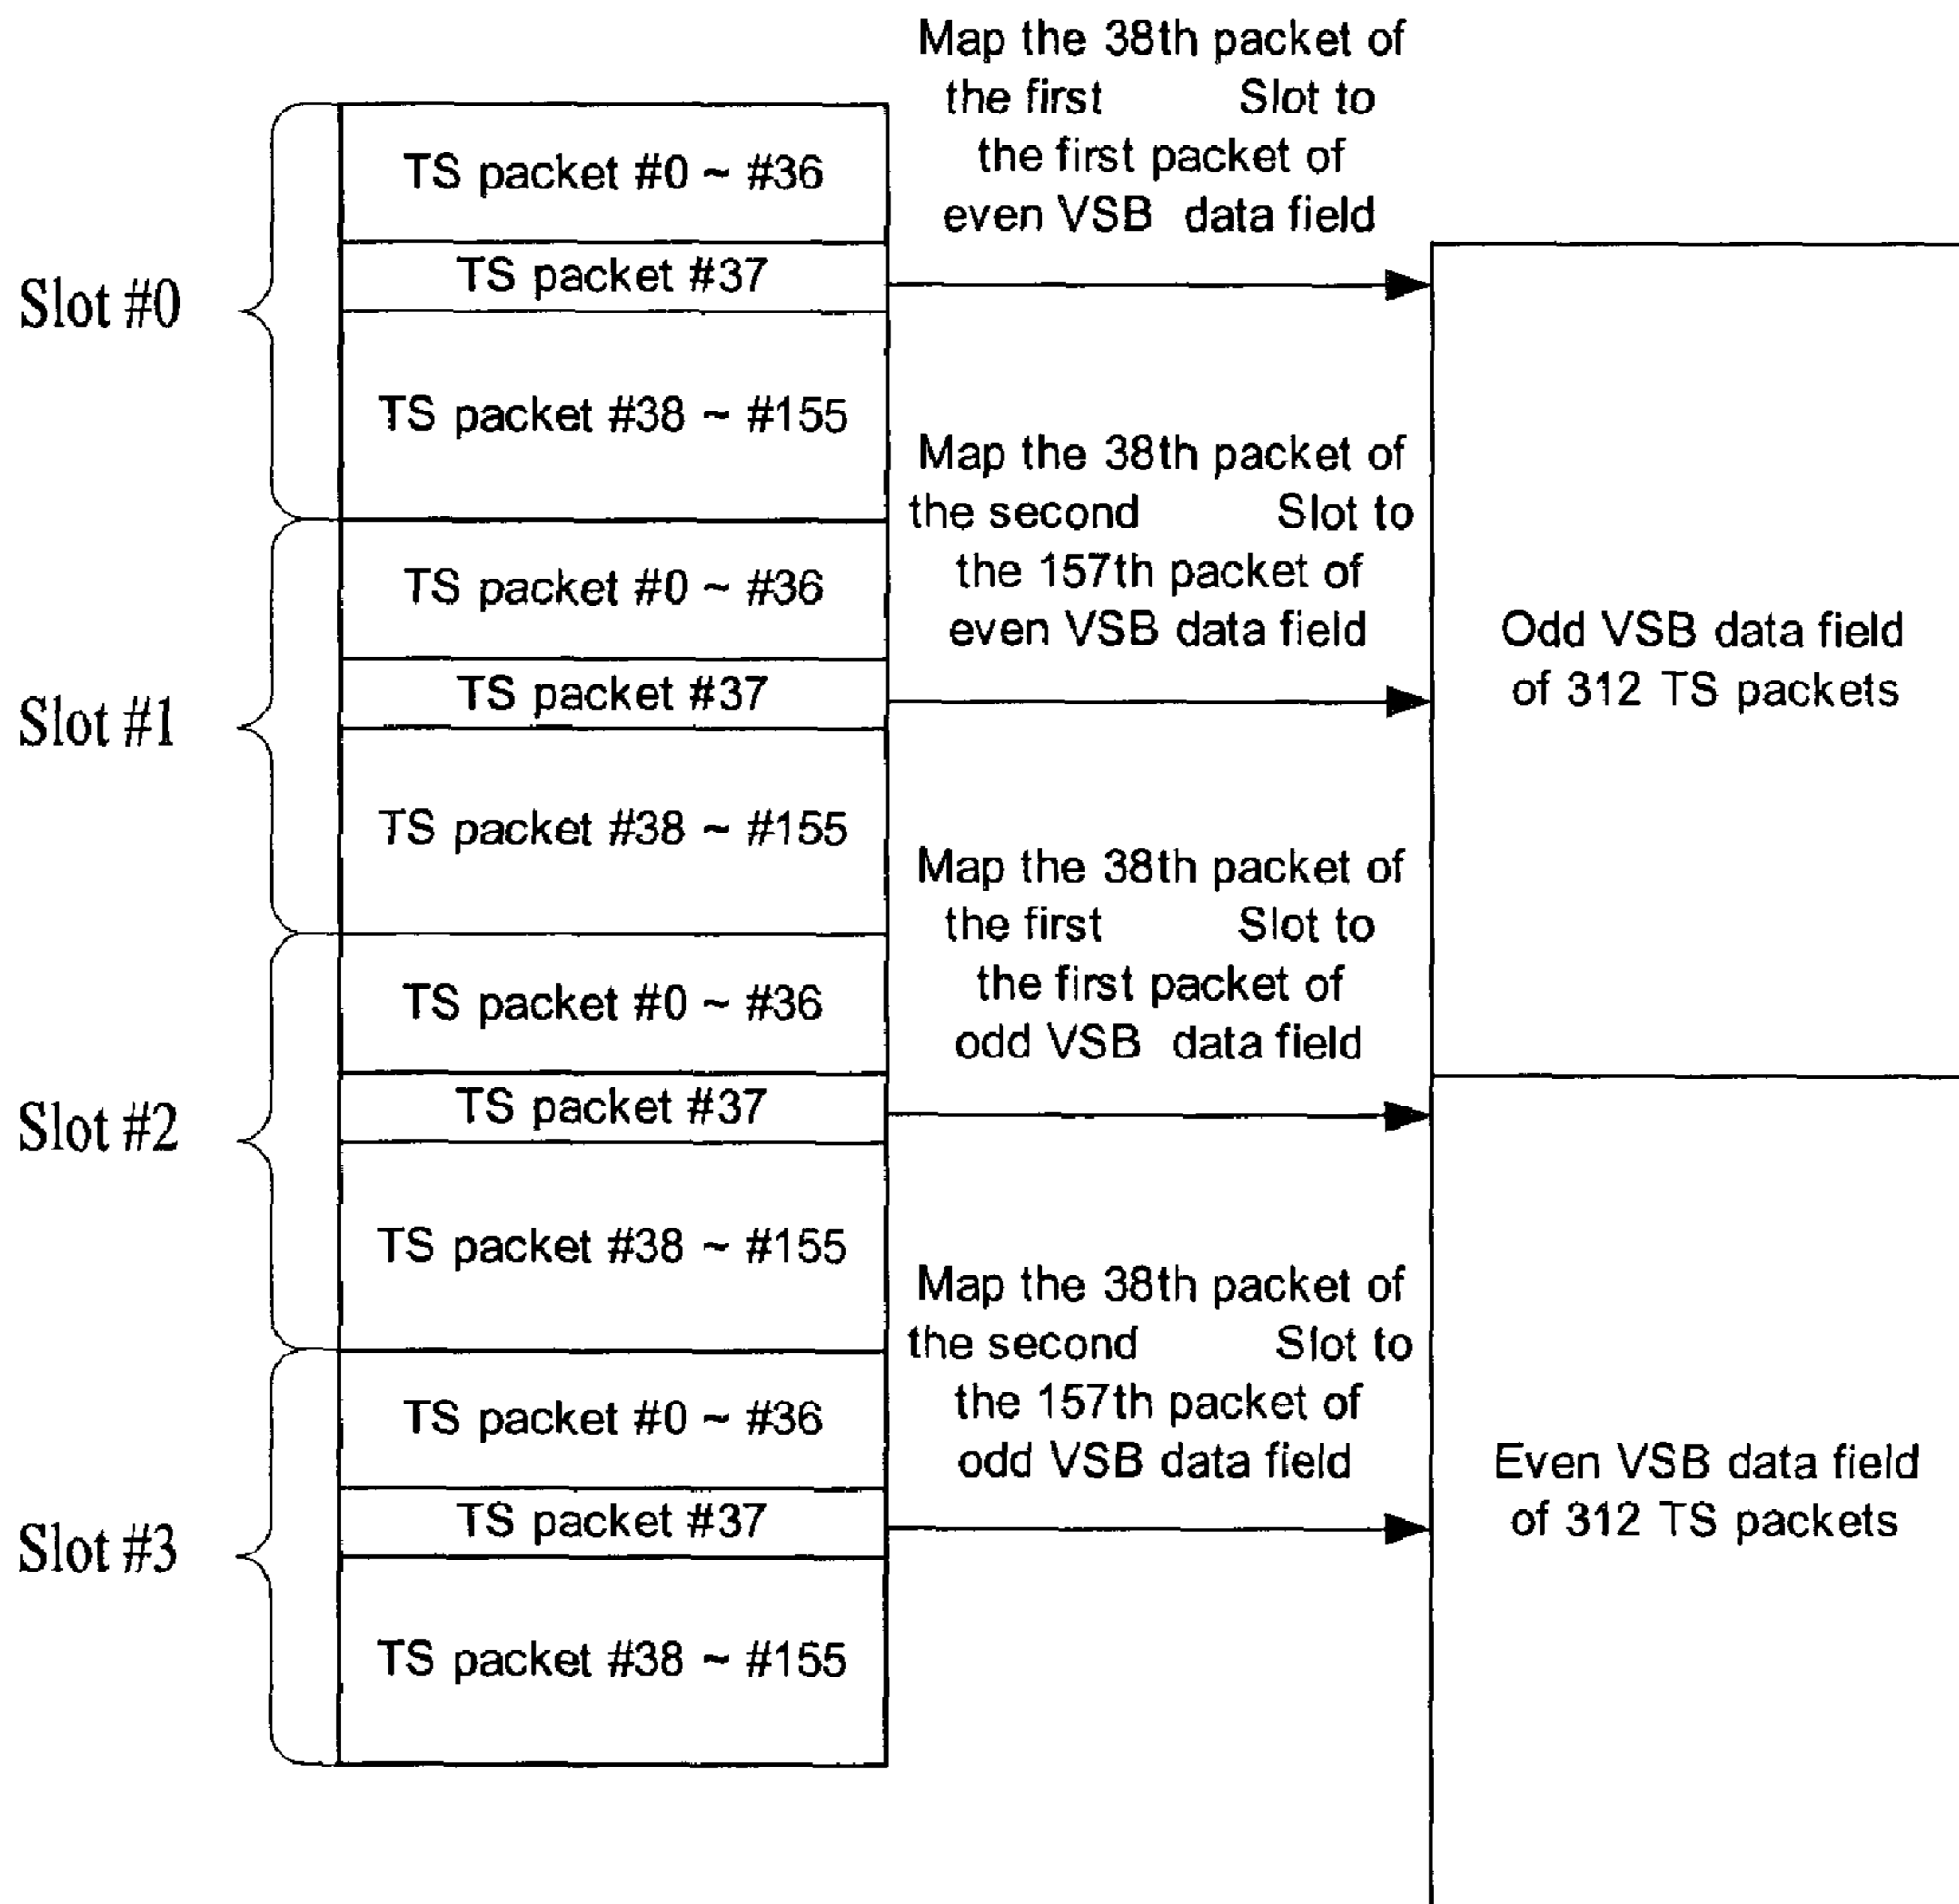 Slot #0
TS packet #0 ~ #36
TS packet #37
TS packet #38 ~ #155
Slot #1
TS packet #0 ~ #36
TS packet #37
TS packet #38 ~ #155
Slot #2
TS packet #0 ~ #36
TS packet #37
TS packet #38 ~ #155
Slot #3
TS packet #0 ~ #36
TS packet #37
TS packet #38 ~ #155
Map the 38th packet of
the first Slot to
the first packet of
even VSB data field
Map the 38th packet of
the second Slot to
the 157th packet of
even VSB data field
Map the 38th packet of
the first Slot to
the first packet of
odd VSB data field
Map the 38th packet of
the second Slot to
the 157th packet of
odd VSB data field
Odd VSB data field
of 312 TS packets
Even VSB data field
of 312 TS packets